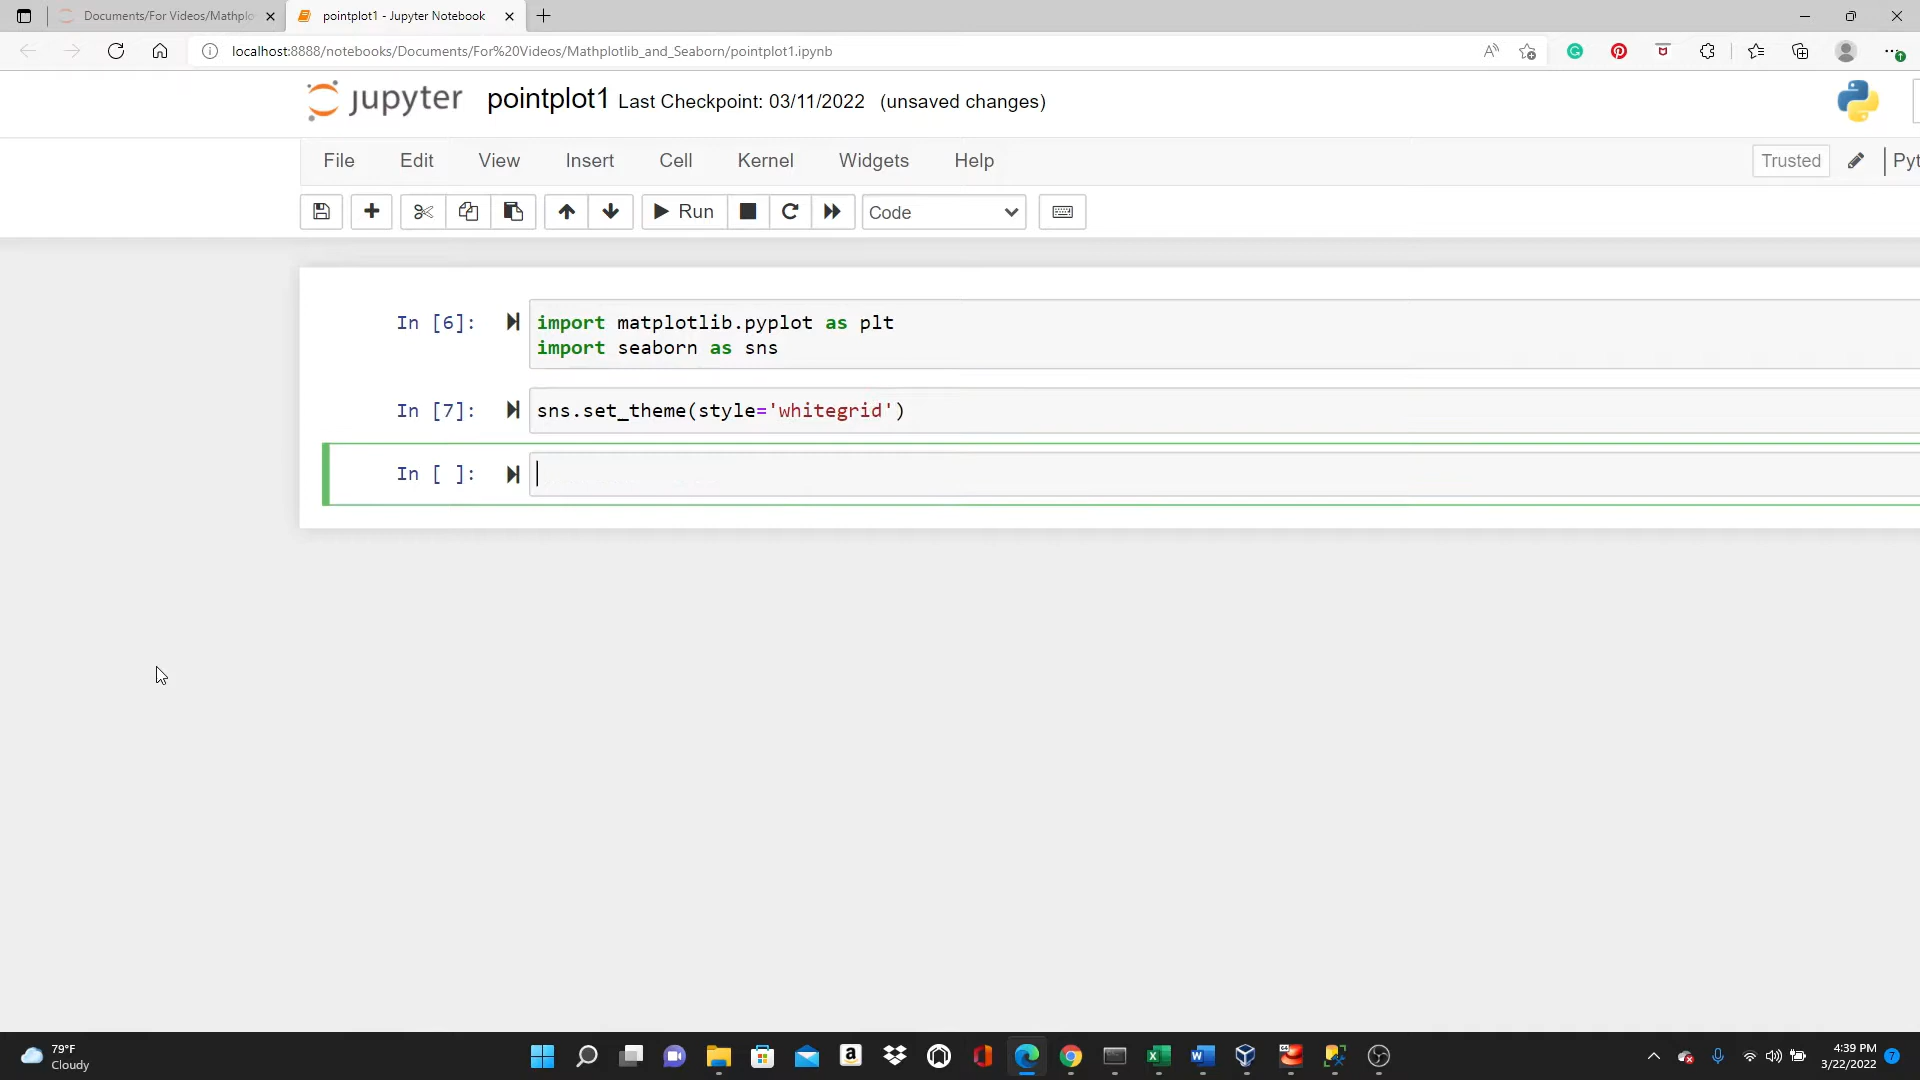 Documents/For Videos/Mathplo
pointplot1 - Jupyter Notebook
localhost:8888/notebooks/Documents/For%20Videos/Mathplotlib_and_Seaborn/pointplot1.ipynb
jupyter pointplot1 Last Checkpoint: 03/11/2022 (unsaved changes)
File Edit View Insert Cell Kernel Widgets Help Trusted Pyt
Run Code
In [6]: import matplotlib.pyplot as plt
import seaborn as sns
In [7]: sns.set_theme(style='whitegrid')
In [ ]:
79°F
Cloudy
4:39 PM
3/22/2022
7